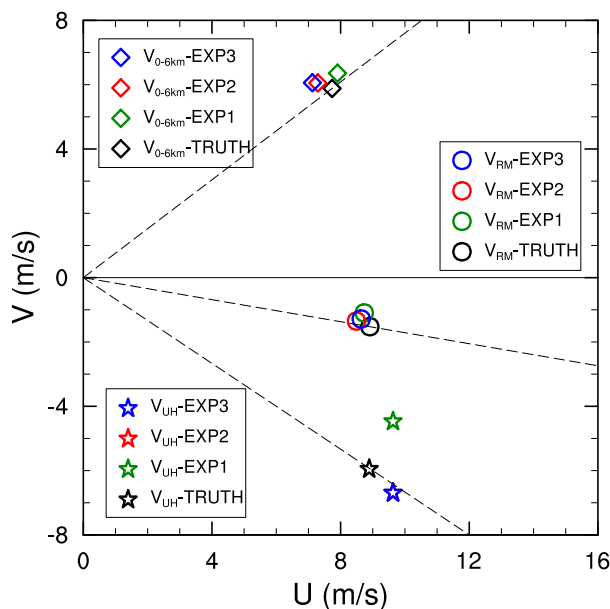 8
4
0
-4
-8
V (m/s)
V0-6km-EXP3
V0-6km-EXP2
V0-6km-EXP1
V0-6km-TRUTH
VRM-EXP3
VRM-EXP2
VRM-EXP1
VRM-TRUTH
VUH-EXP3
VUH-EXP2
VUH-EXP1
VUH-TRUTH
0 4 8 12 16
U (m/s)